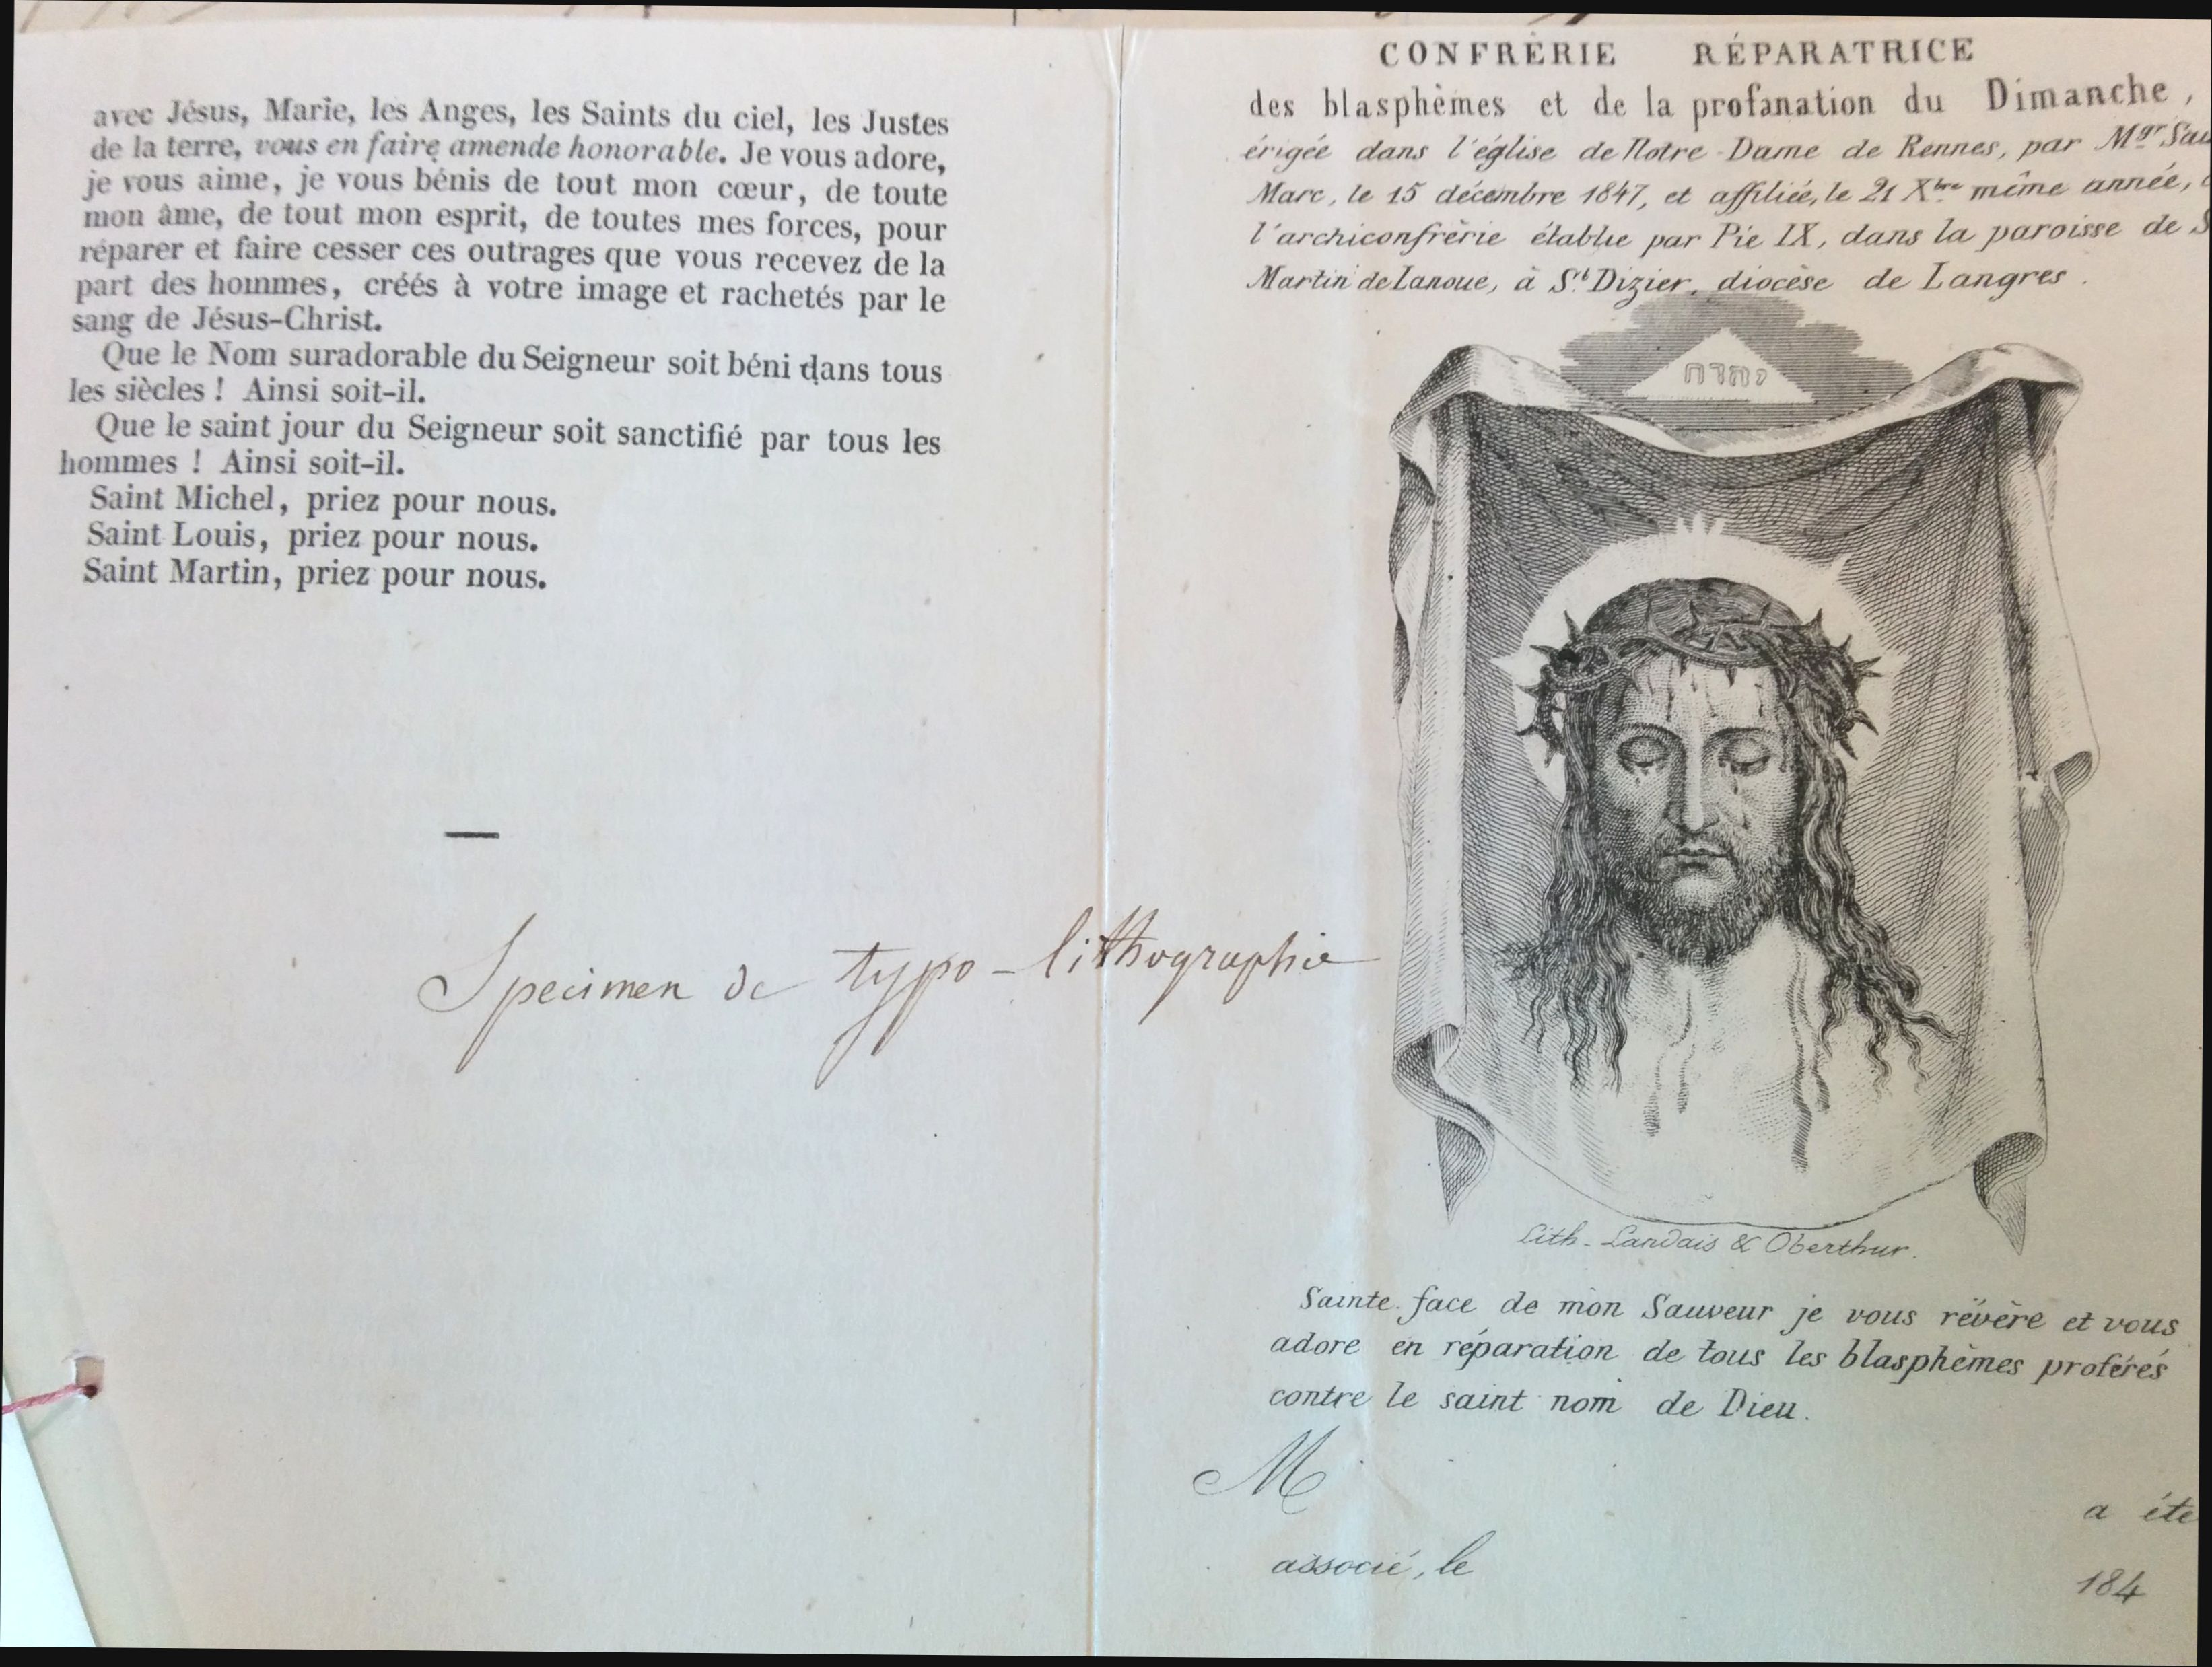 avec Jésus, Marie, les Anges, les Saints du ciel, les Justes
de la terre, vous en faire amende honorable. Je vous adore,
je vous aime, je vous bénis de tout mon cœur, de toute
mon âme, de tout mon esprit, de toutes mes forces, pour
réparer et faire cesser ces outrages que vous recevez de la
part des hommes, créés à votre image et rachetés par le
sang de Jésus-Christ.
Que le Nom suradorable du Seigneur soit béni dans tous
les siècles ! Ainsi soit-il.
Que le saint jour du Seigneur soit sanctifié par tous les
hommes ! Ainsi soit-il.
Saint Michel, priez pour nous.
Saint Louis, priez pour nous.
Saint Martin, priez pour nous.
Specimen de typo-lithographie
CONFRÈRIE RÉPARATRICE
des blasphèmes et de la profanation du Dimanche,
érigée dans l'église de Notre-Dame de Rennes, par Mgr
Marc, le 15 décembre 1847, et affiliée, le 21 Xbre même année,
l'archiconfrèrie établie par Pie IX, dans la paroisse de
Martin de Lanoue, à St Dizier, diocèse de Langres.
Lith. Landais & Oberthur.
Sainte face de mon Sauveur je vous révère et vous
adore en réparation de tous les blasphèmes proférés
contre le saint nom de Dieu.
M a été
associé, le 184